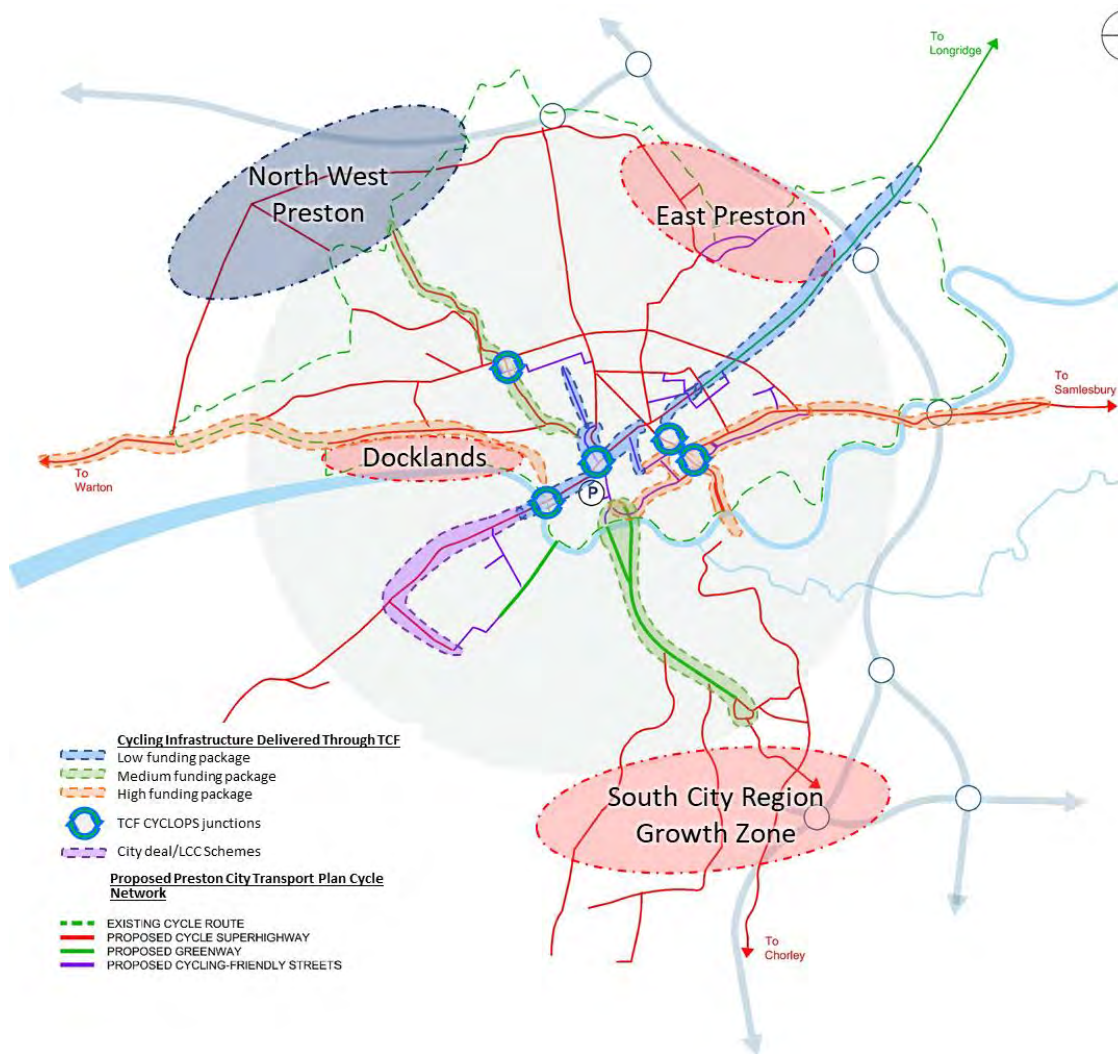 To
Longridge
North West
Preston
East Preston
To
Samlesbury
Docklands
To
Warton
P
South City Region
Growth Zone
To
Chorley
Cycling Infrastructure Delivered Through TCF
Low funding package
Medium funding package
High funding package
TCF CYCLOPS junctions
City deal/LCC Schemes
Proposed Preston City Transport Plan Cycle
Network
EXISTING CYCLE ROUTE
PROPOSED CYCLE SUPERHIGHWAY
PROPOSED GREENWAY
PROPOSED CYCLING-FRIENDLY STREETS